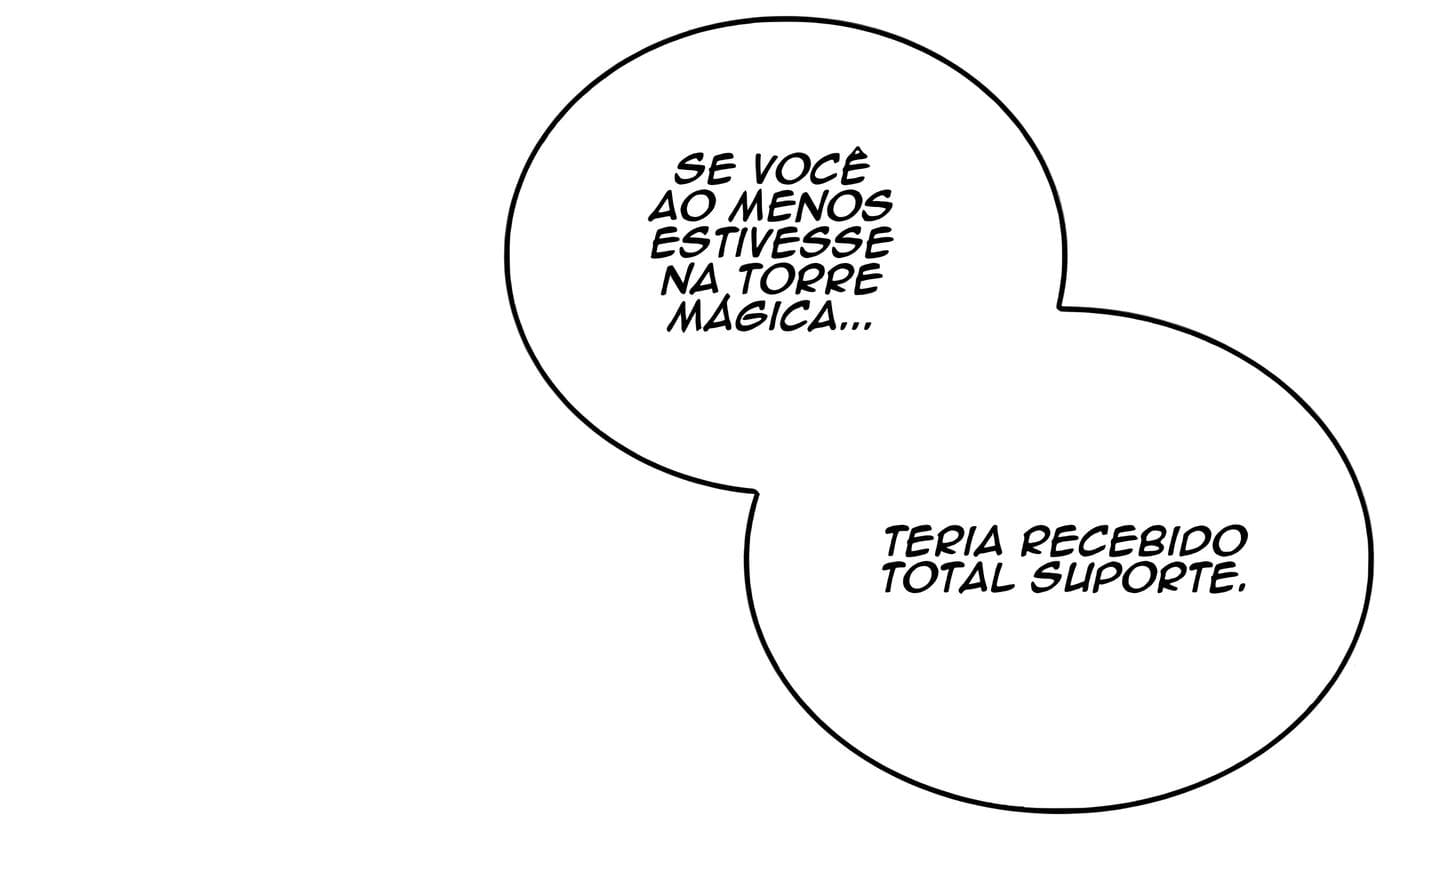 SE VOCÊ
AO MENOS
ESTIVESSE
NA TORRE
MÁGICA...
TERIA RECEBIDO
TOTAL SUPORTE.